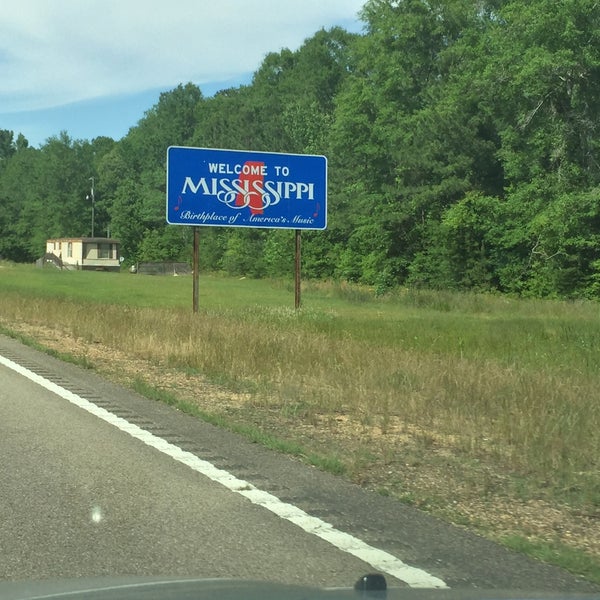 WELCOME TO
MISSISSIPPI
Birthplace of America's Music